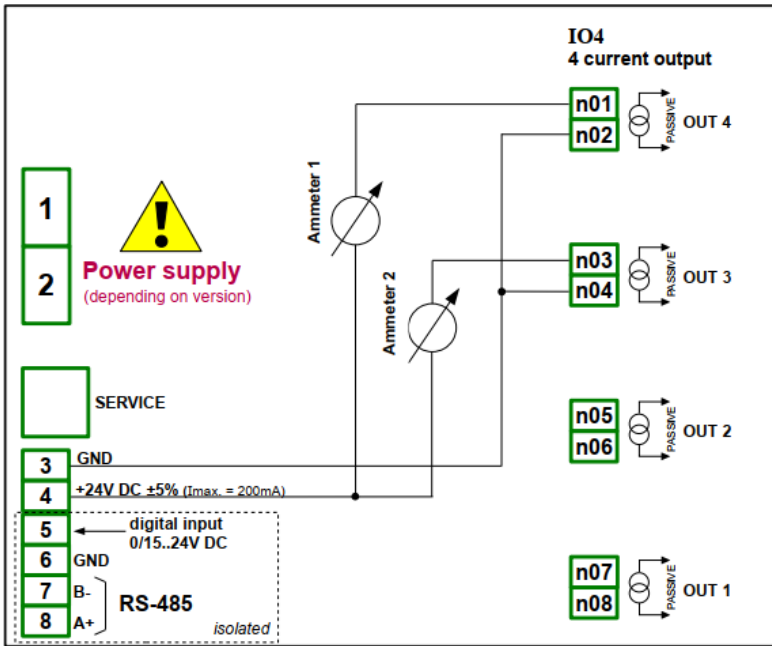 IO4
4 current output
n01
n02
PASSIVE
OUT 4
Ammeter 1
1
2
!
Power supply
(depending on version)
n03
n04
PASSIVE
OUT 3
Ammeter 2
SERVICE
n05
n06
PASSIVE
OUT 2
3 GND
4 +24V DC ±5% (Imax. = 200mA)
5 digital input
0/15..24V DC
6 GND
7 B-
8 A+
RS-485
isolated
n07
n08
PASSIVE
OUT 1